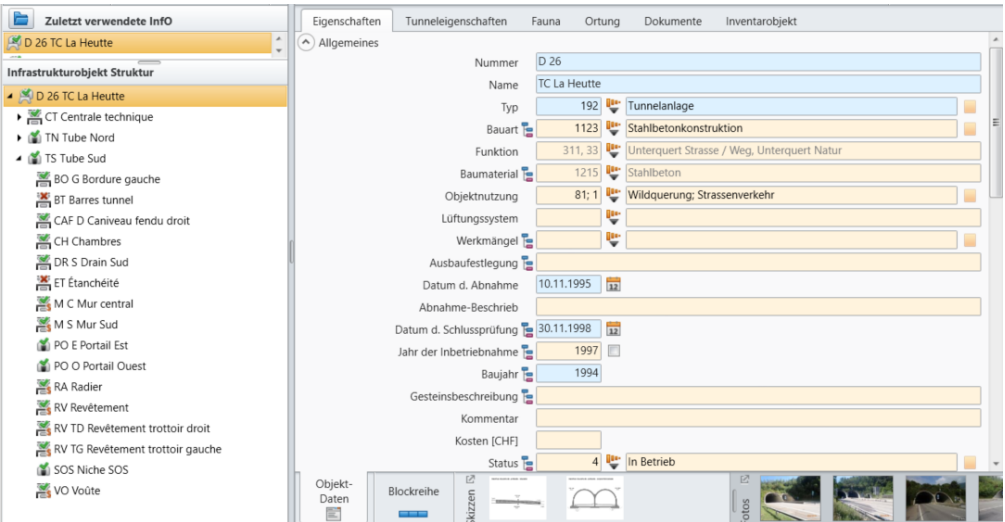 Zuletzt verwendete InfO
D 26 TC La Heutte
Infrastrukturobjekt Struktur
D 26 TC La Heutte
CT Centrale technique
TN Tube Nord
TS Tube Sud
BO G Bordure gauche
BT Barres tunnel
CAF D Caniveau fendu droit
CH Chambres
DR S Drain Sud
ET Étanchéité
M C Mur central
M S Mur Sud
PO E Portail Est
PO O Portail Ouest
RA Radier
RV Revêtement
RV TD Revêtement trottoir droit
RV TG Revêtement trottoir gauche
SOS Niche SOS
VO Voûte
Eigenschaften Tunneleigenschaften Fauna Ortung Dokumente Inventarobjekt
Allgemeines
Nummer D 26
Name TC La Heutte
Typ 192 Tunnelanlage
Bauart 1123 Stahlbetonkonstruktion
Funktion 311, 33 Unterquert Strasse / Weg, Unterquert Natur
Baumaterial 1215 Stahlbeton
Objektnutzung 81; 1 Wildquerung; Strassenverkehr
Lüftungssystem
Werkmängel
Ausbaufestlegung
Datum d. Abnahme 10.11.1995 12
Abnahme-Beschrieb
Datum d. Schlussprüfung 30.11.1998 12
Jahr der Inbetriebnahme 1997
Baujahr 1994
Gesteinsbeschreibung
Kommentar
Kosten [CHF]
Status 4 In Betrieb
Objekt-
Daten
Blockreihe
Skizzen
Fotos